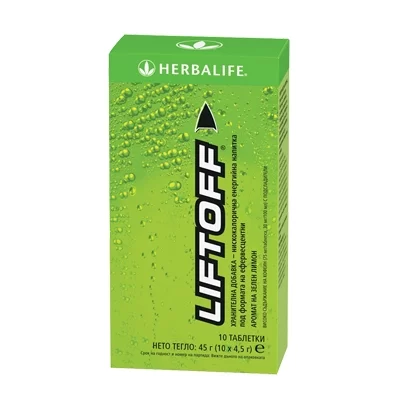 HERBALIFE.
LIFTOFF®
ХРАНИТЕЛНА ДОБАВКА – нискокалорична енергийна напитка
под формата на ефервесцентни
АРОМАТ НА ЗЕЛЕН ЛИМОН
10 ТАБЛЕТКИ
НЕТО ТЕГЛО: 45 г (10 x 4,5 г) e